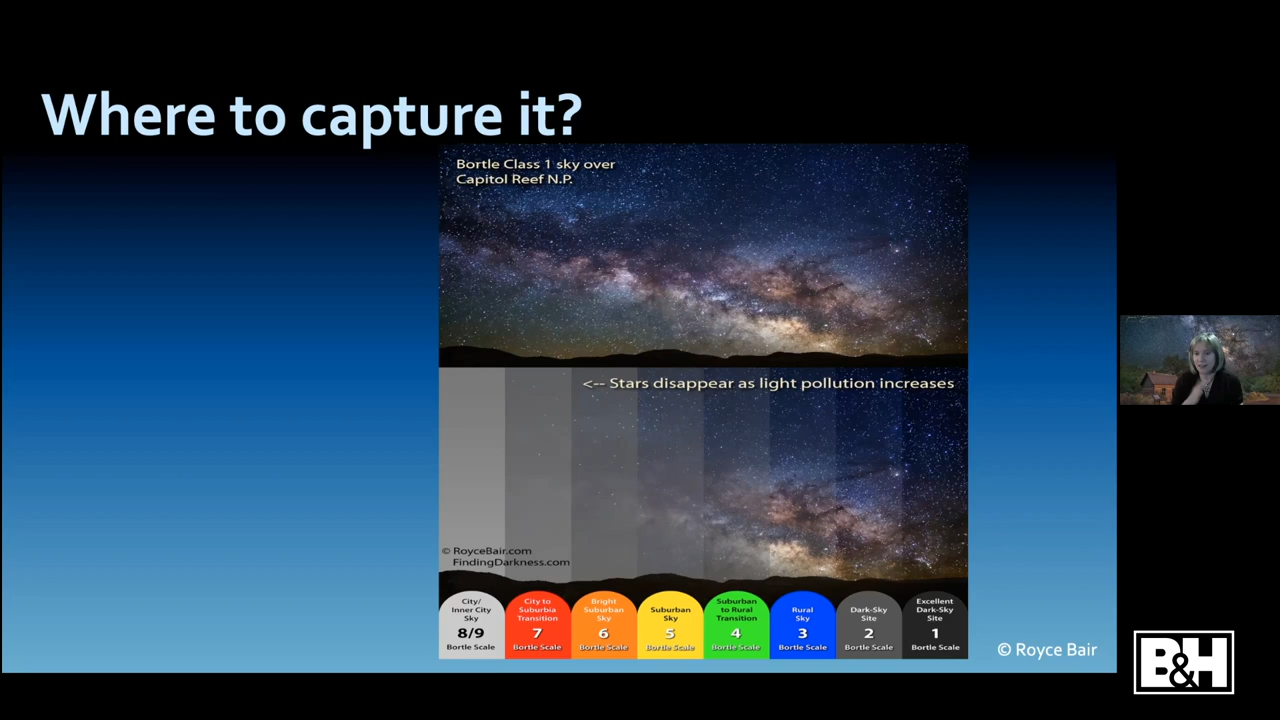 Where to capture it?
Bortle Class 1 sky over
Capitol Reef N.P.
<-- Stars disappear as light pollution increases
© RoyceBair.com
FindingDarkness.com
City/
Inner City
Sky
8/9
Bortle Scale
City to
Suburbia
Transition
7
Bortle Scale
Bright
Suburban
Sky
6
Bortle Scale
Suburban
Sky
5
Bortle Scale
Suburban
to Rural
Transition
4
Bortle Scale
Rural
Sky
3
Bortle Scale
Dark-Sky
Site
2
Bortle Scale
Excellent
Dark-Sky
Site
1
Bortle Scale
© Royce Bair
B&H